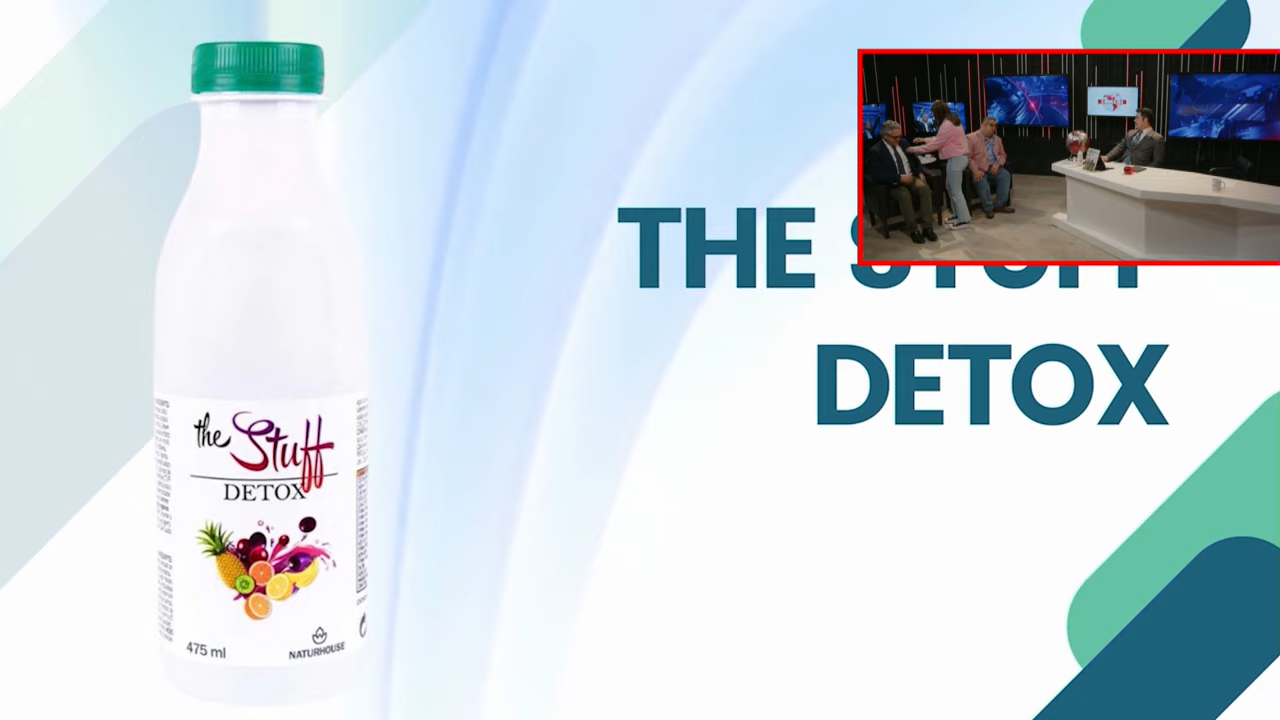 THE
DETOX
the Stuff
DETOX
475 ml
NATURHOUSE